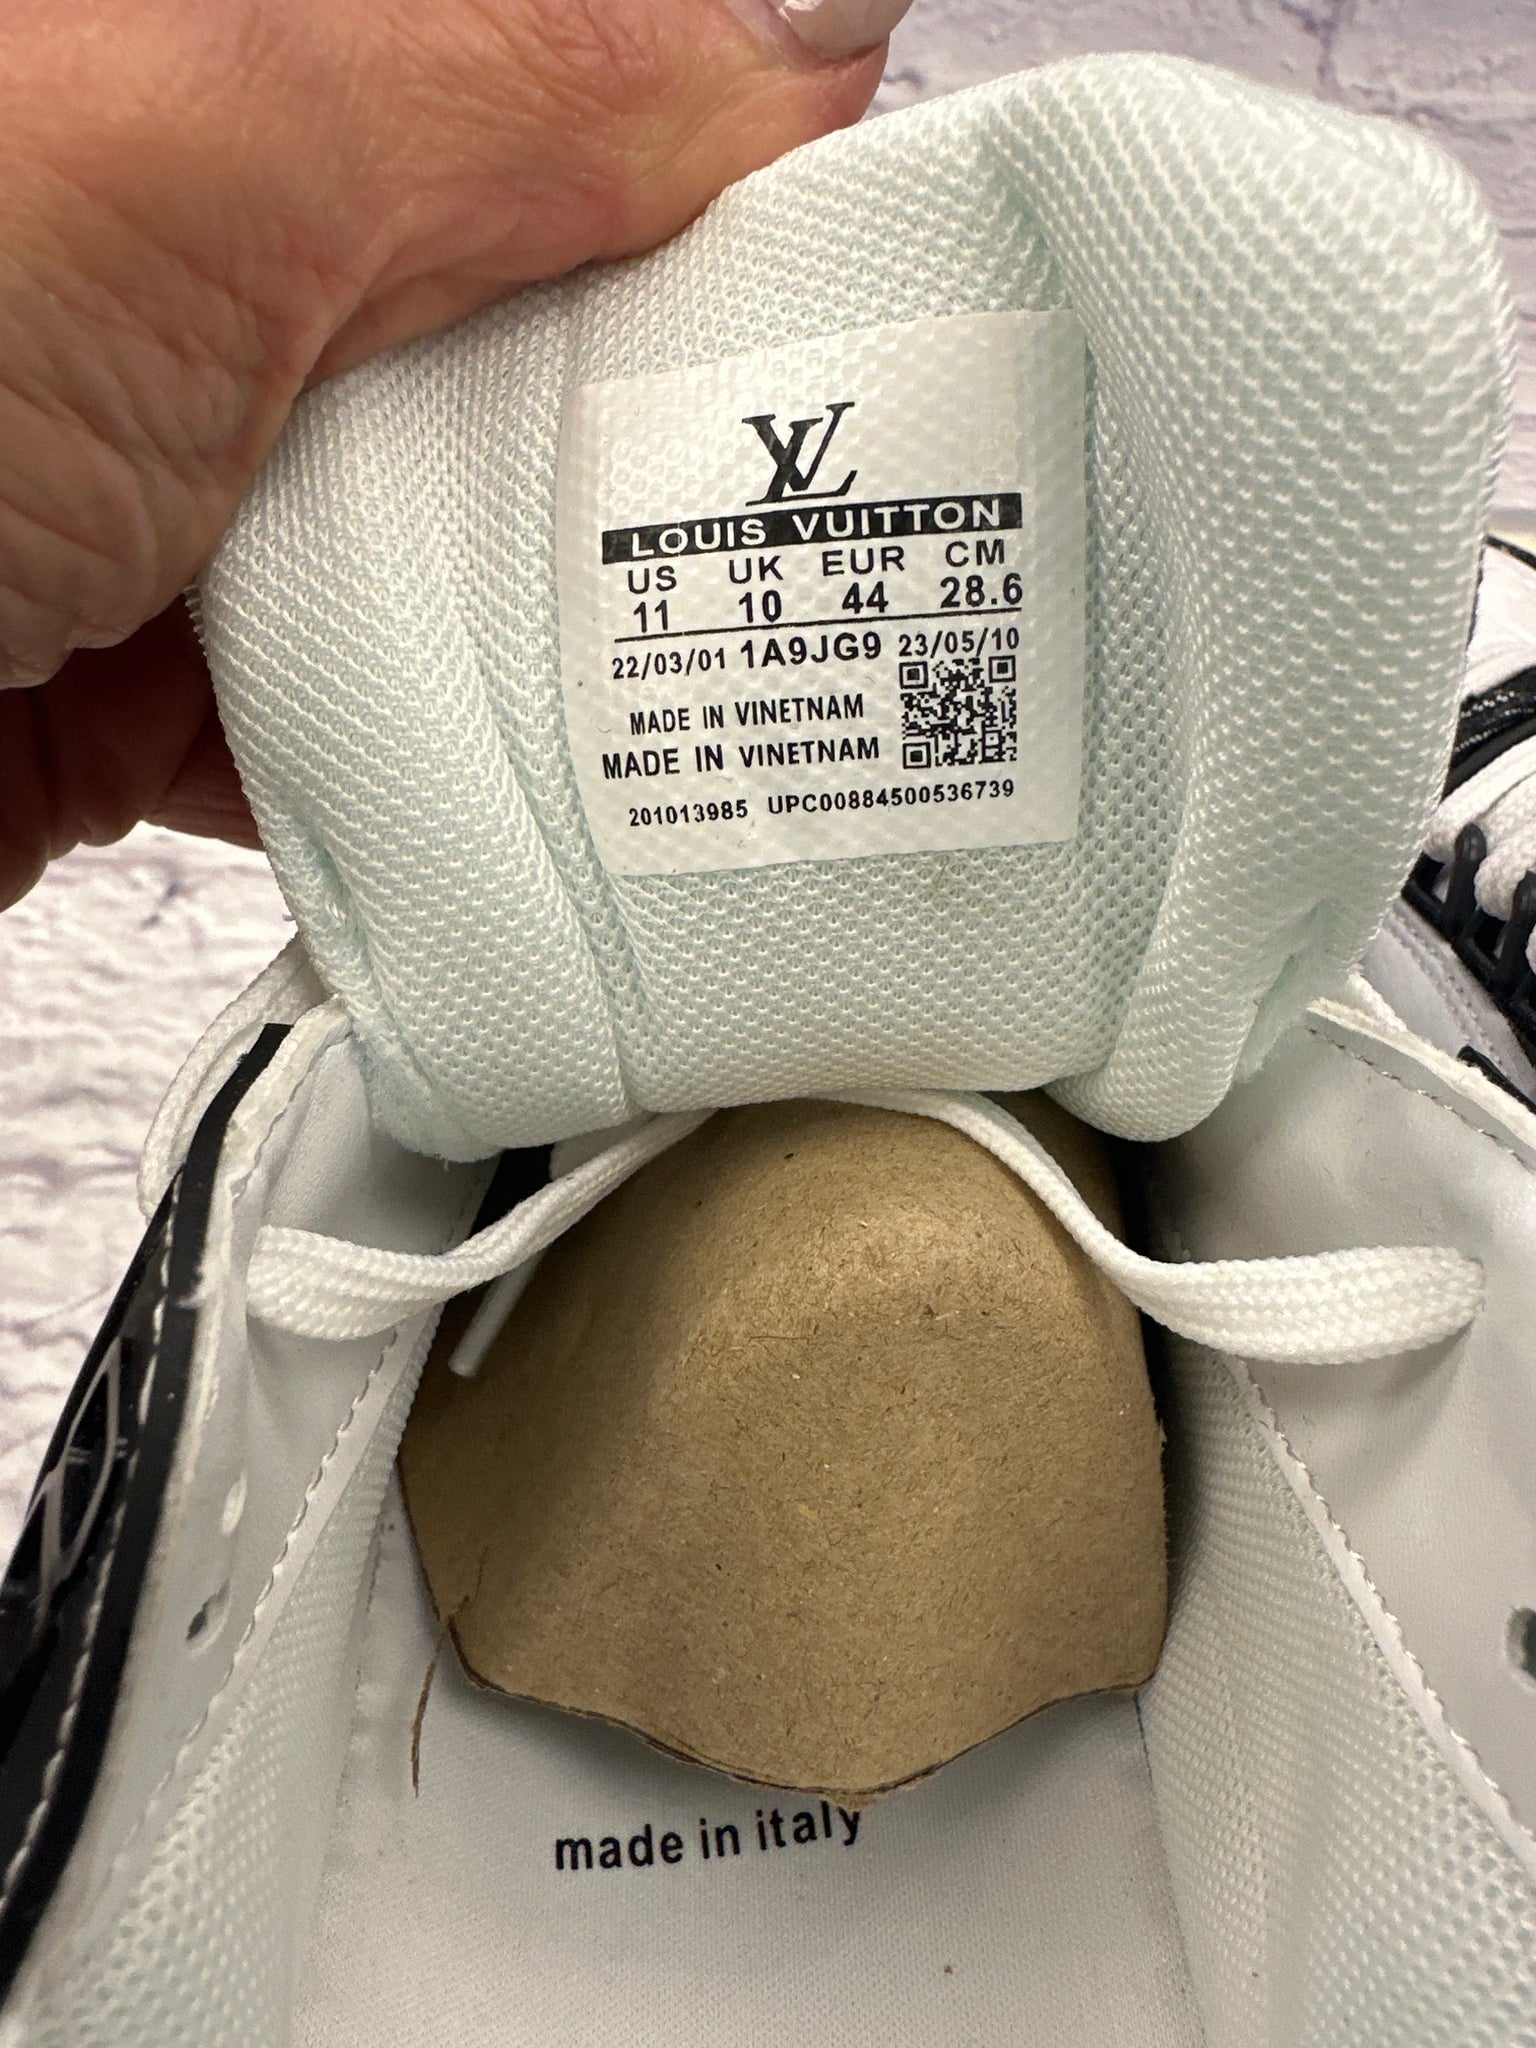 LV
LOUIS VUITTON
US UK EUR CM
11 10 44 28.6
22/03/01 1A9JG9 23/05/10
MADE IN VINETNAM
MADE IN VINETNAM
201013985 UPC00884500536739
made in italy